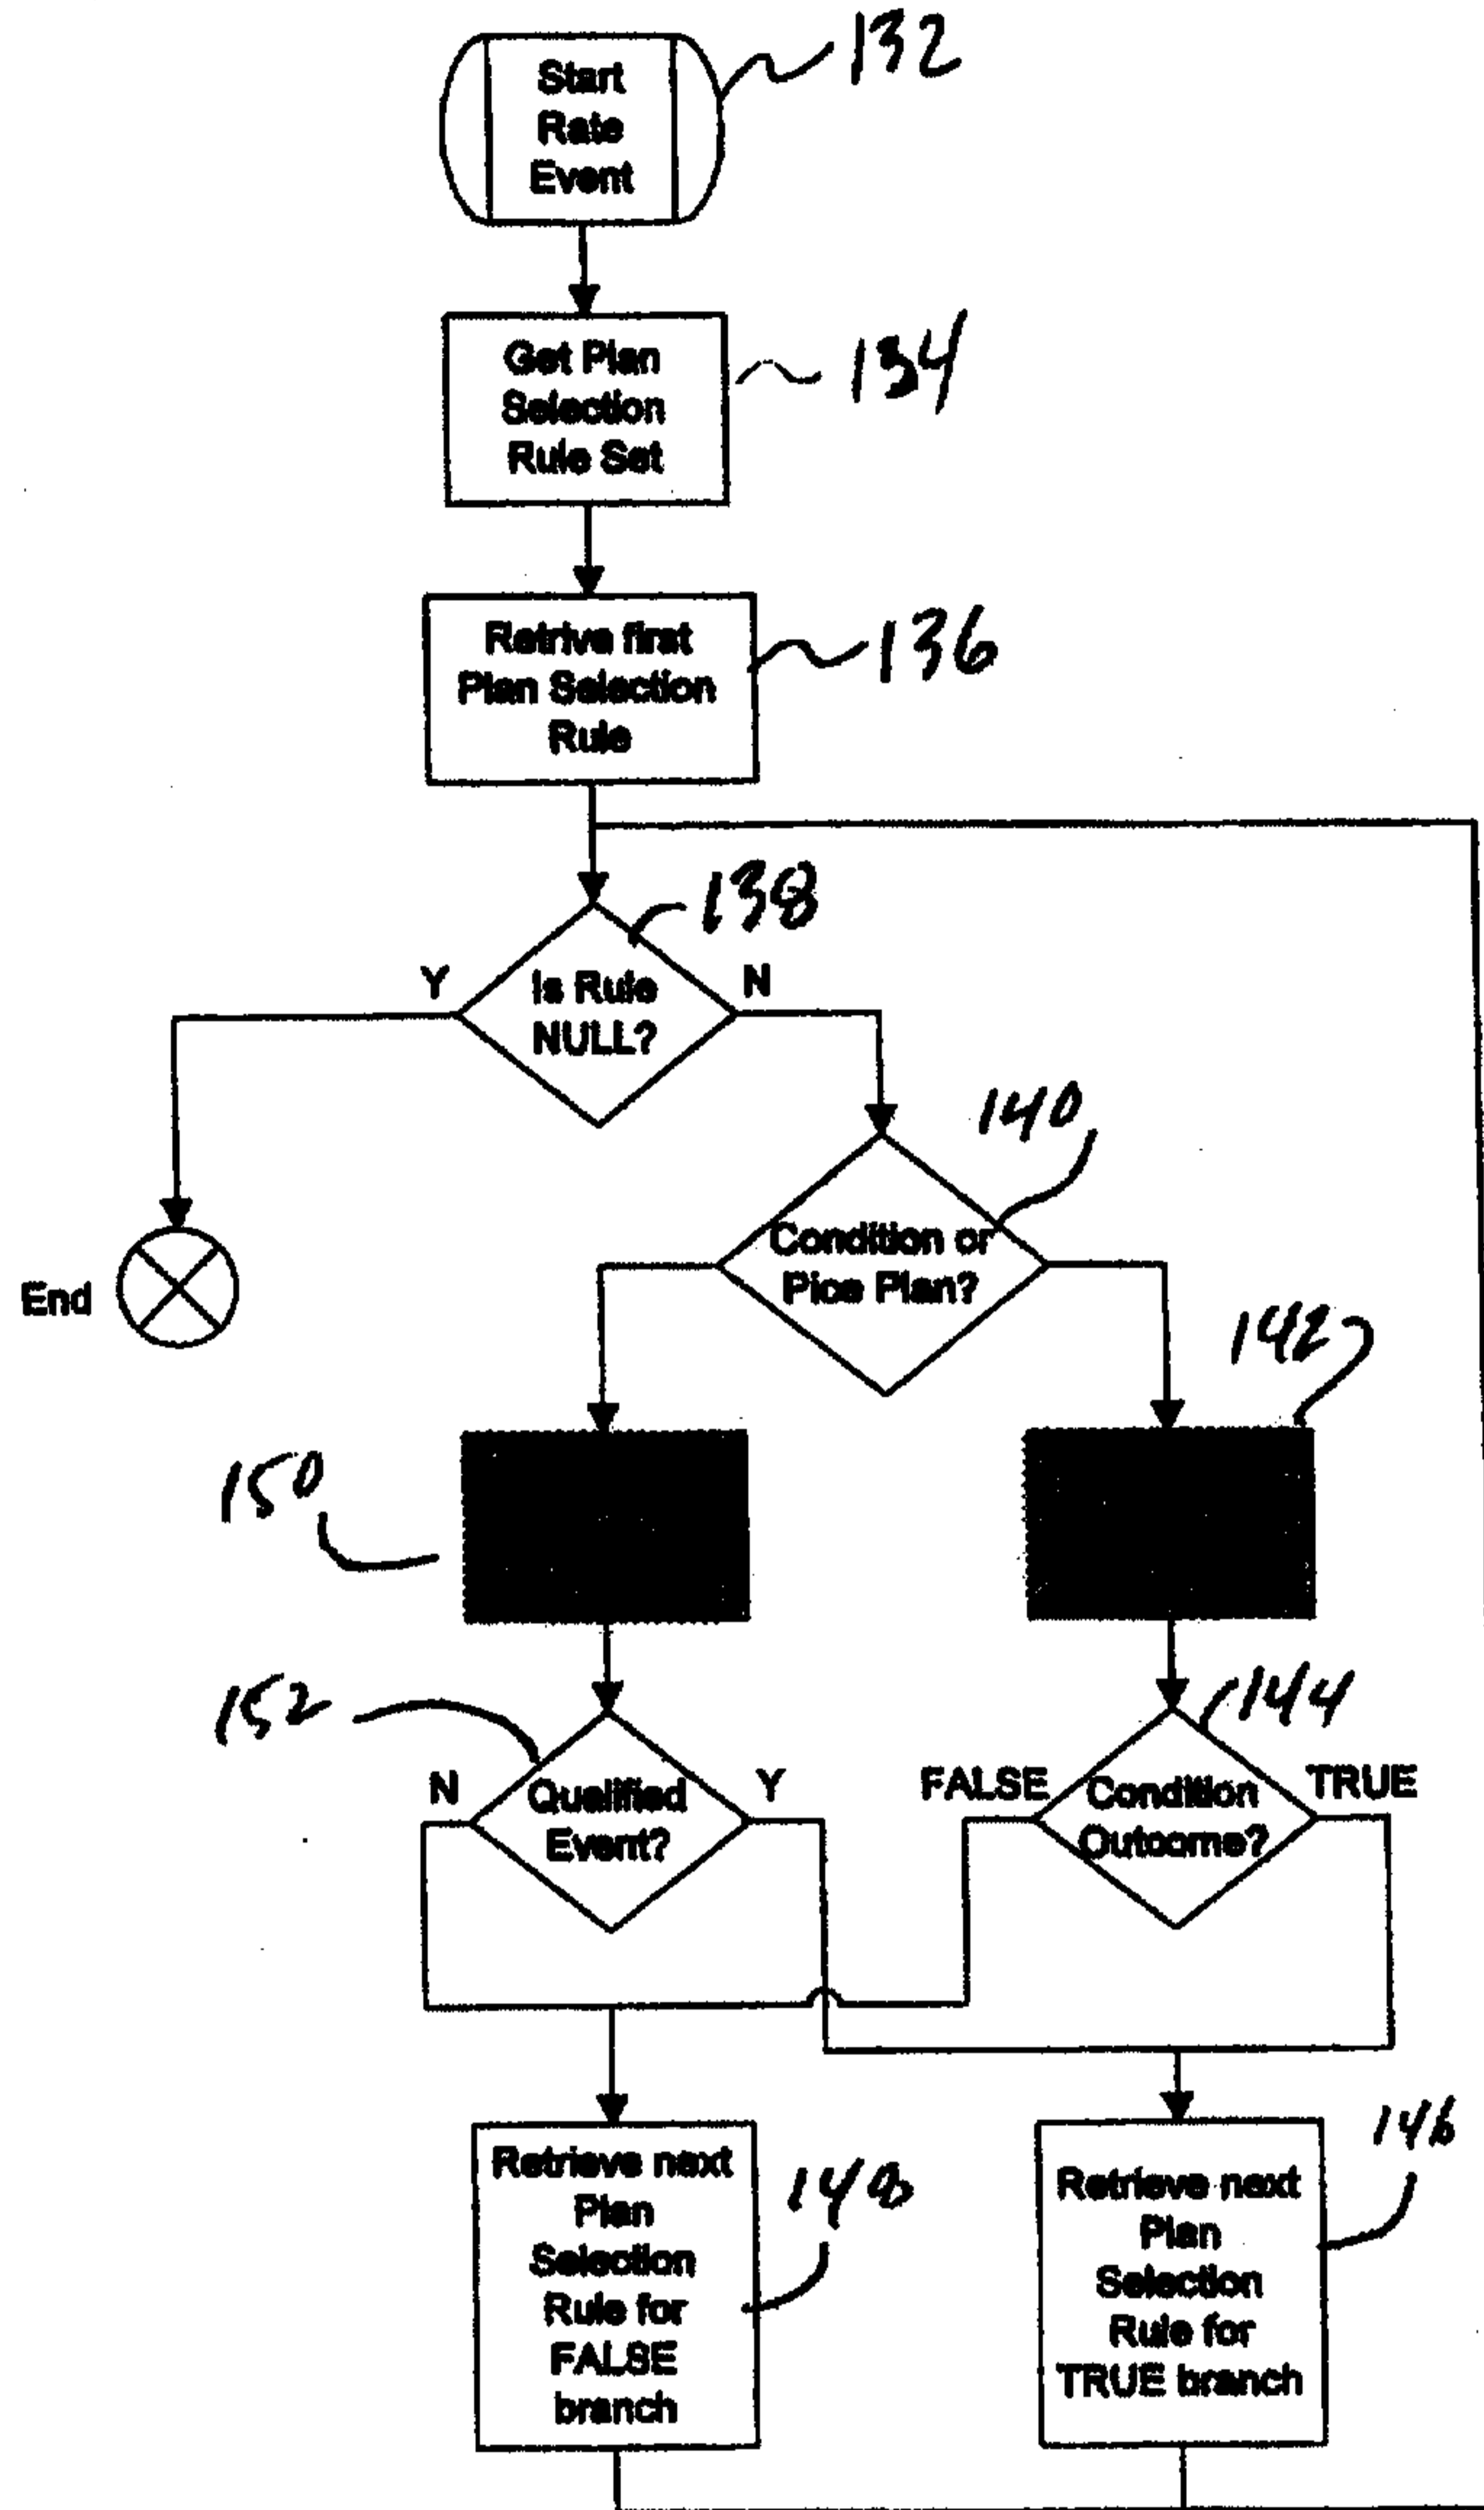 Start
Rate
Event
132
Get Plan
Selection
Rule Set
134
Retrive first
Plan Selection
Rule
136
138
Y
Is Rule
NULL?
N
140
Condition or
Pice Plan?
End
142
150
152
144
N
Qualified
Event?
Y
FALSE
Condition
Outcome?
TRUE
Retrieve next
Plan
Selection
Rule for
FALSE
branch
148
Retrieve next
Plan
Selection
Rule for
TRUE branch
146